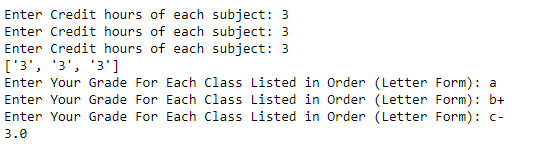 Enter Credit hours of each subject: 3
Enter Credit hours of each subject: 3
Enter Credit hours of each subject: 3
['3', '3', '3']
Enter Your Grade For Each Class Listed in Order (Letter Form): a
Enter Your Grade For Each Class Listed in Order (Letter Form): b+
Enter Your Grade For Each Class Listed in Order (Letter Form): c-
3.0